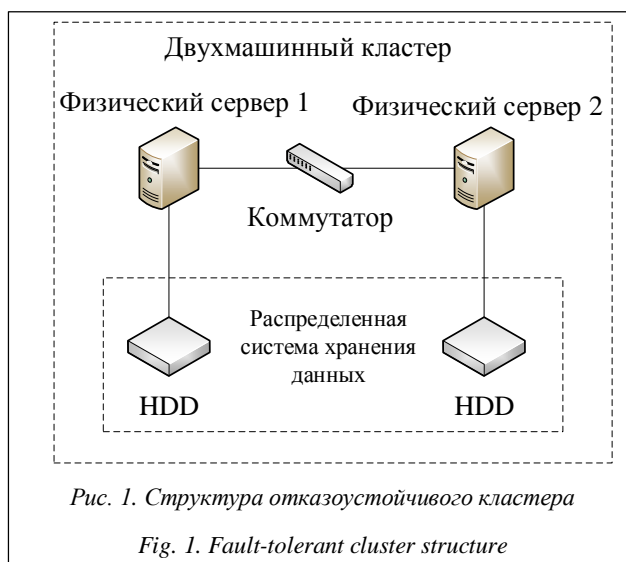 Двухмашинный кластер
Физический сервер 1
Физический сервер 2
Коммутатор
Распределенная
система хранения
данных
HDD
HDD
Рис. 1. Структура отказоустойчивого кластера
Fig. 1. Fault-tolerant cluster structure